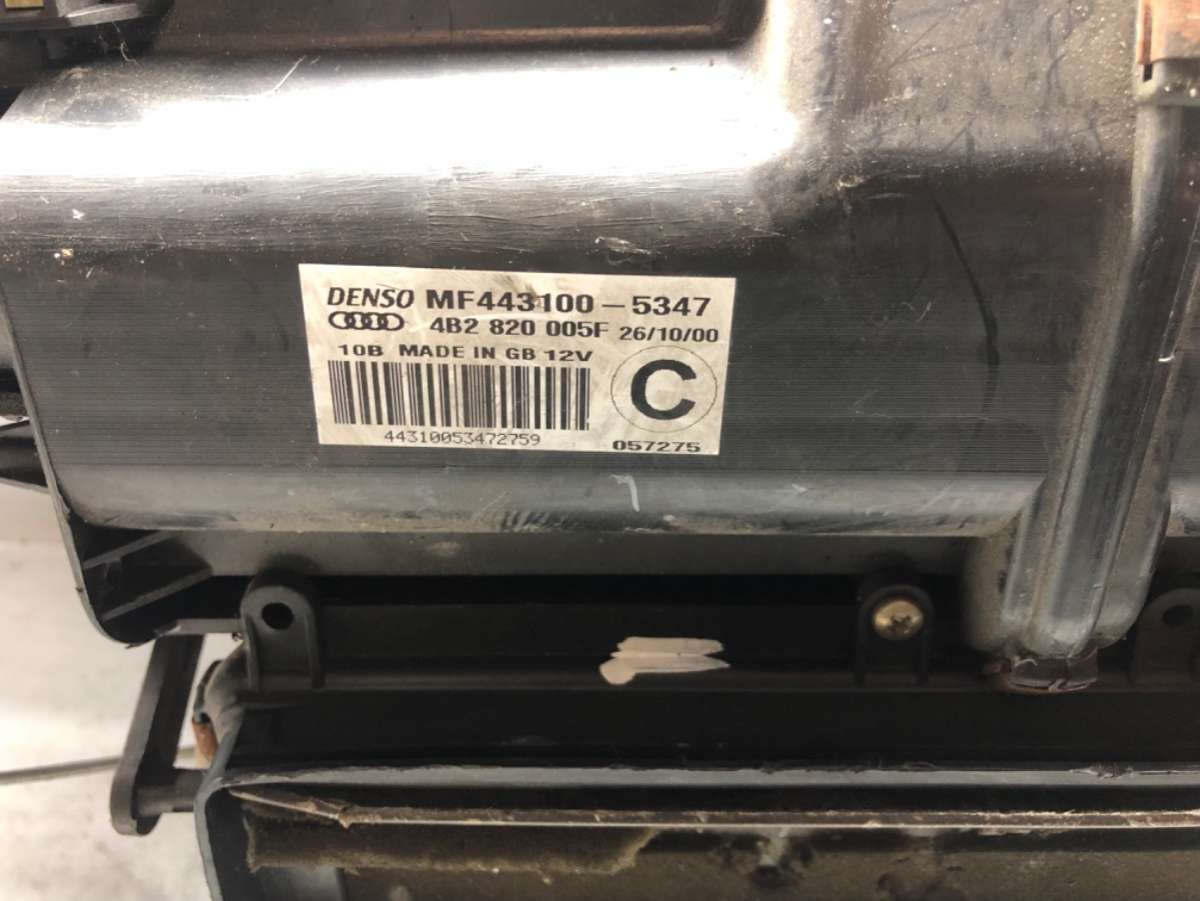 DENSO MF443100-5347
4B2 820 005F 26/10/00
10B MADE IN GB 12V
C
44310053472759
057275